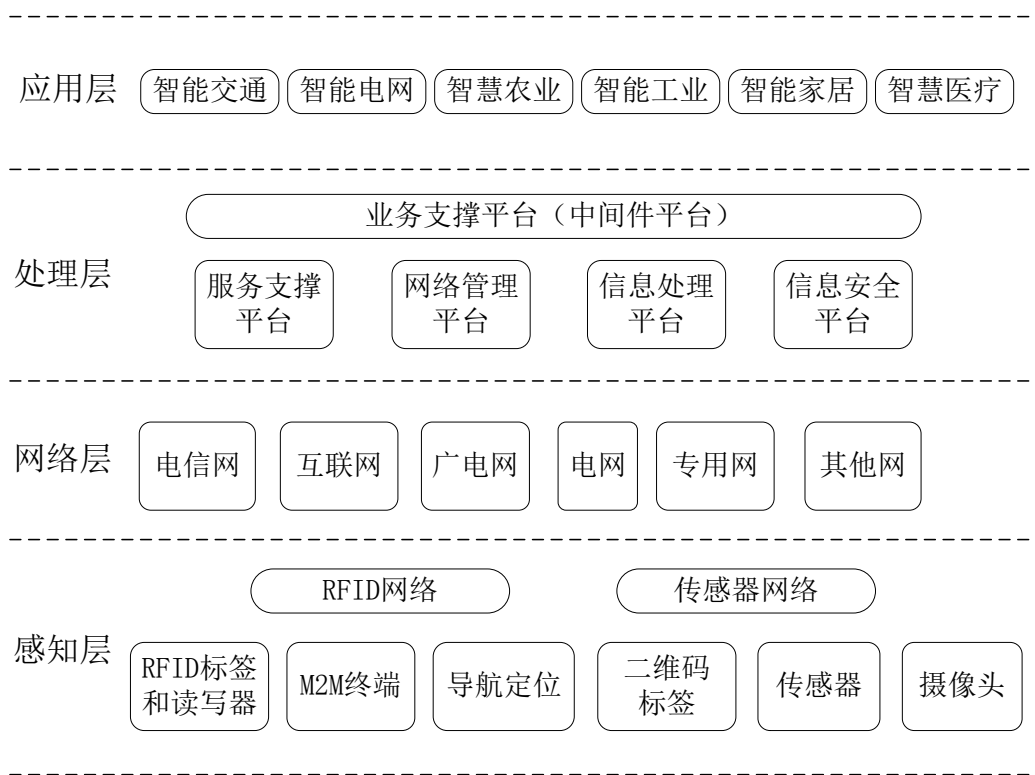 应用层 智能交通 智能电网 智慧农业 智能工业 智能家居 智慧医疗
业务支撑平台（中间件平台）
处理层
服务支撑 网络管理 信息处理 信息安全
平台 平台 平台 平台
网络层 电信网 互联网 广电网 电网 专用网 其他网
RFID网络 传感器网络
感知层
RFID标签
和读写器
M2M终端
导航定位
二维码
标签
传感器
摄像头